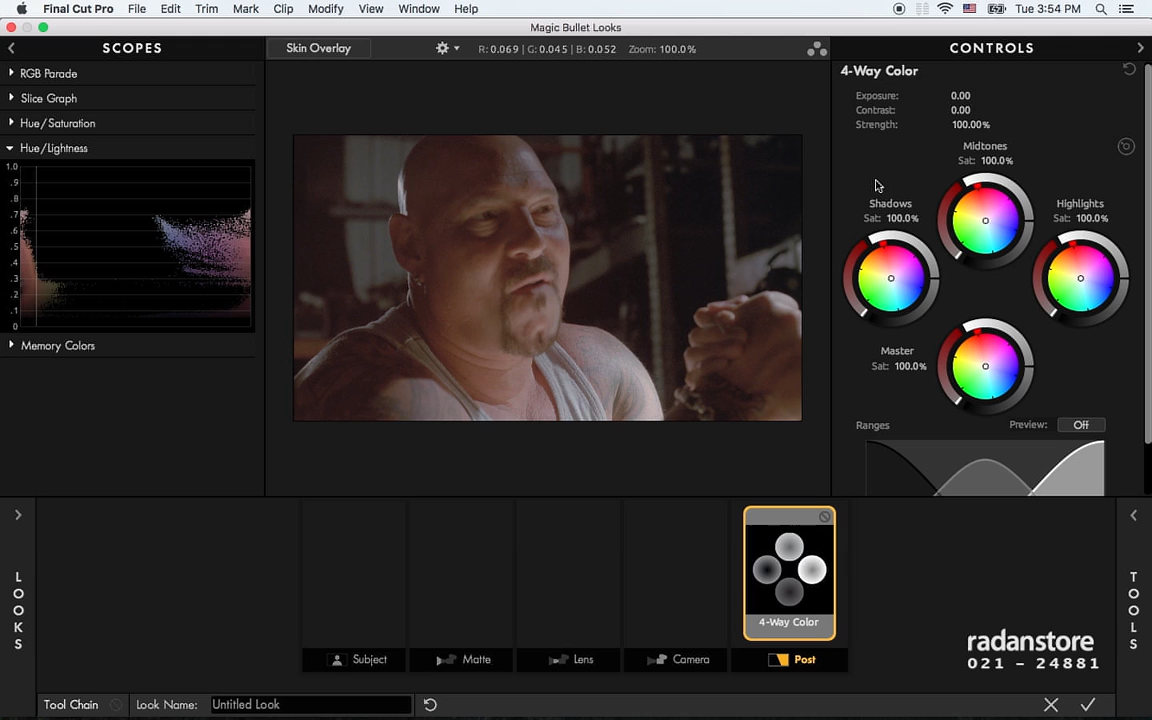 Final Cut Pro File Edit Trim Mark Clip Modify View Window Help Tue 3:54 PM
Magic Bullet Looks
SCOPES
Skin Overlay
R: 0.069 | G: 0.045 | B: 0.052 Zoom: 100.0%
CONTROLS
RGB Parade
Slice Graph
Hue/Saturation
Hue/Lightness
1.0
.9
.8
.7
.6
.5
.4
.3
.2
.1
0
Memory Colors
4-Way Color
Exposure: 0.00
Contrast: 0.00
Strength: 100.00%
Midtones
Sat: 100.0%
Shadows
Sat: 100.0%
Highlights
Sat: 100.0%
Master
Sat: 100.0%
Ranges Preview: Off
LOOKS
4-Way Color
Subject Matte Lens Camera Post
TOOLS
radanstore
021 - 24881
Tool Chain Look Name: Untitled Look